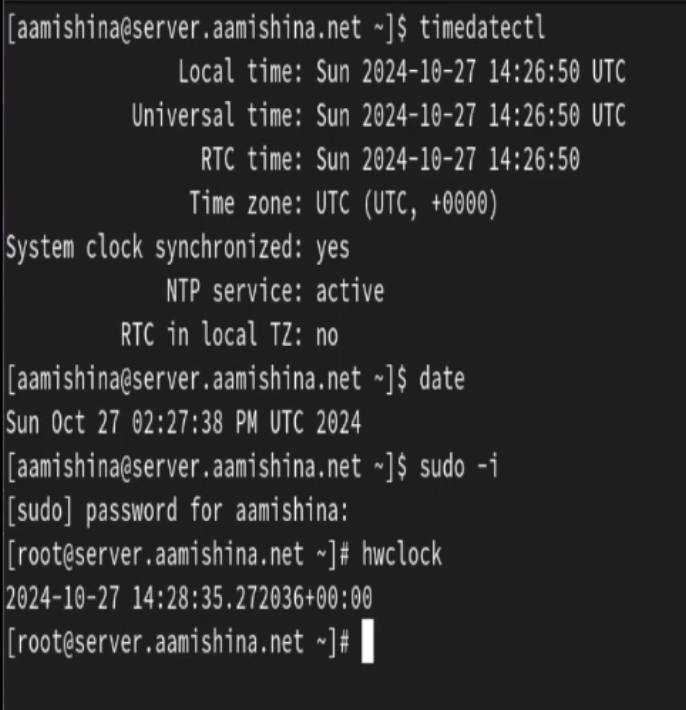 [aamishina@server.aamishina.net ~]$ timedatectl
Local time: Sun 2024-10-27 14:26:50 UTC
Universal time: Sun 2024-10-27 14:26:50 UTC
RTC time: Sun 2024-10-27 14:26:50
Time zone: UTC (UTC, +0000)
System clock synchronized: yes
NTP service: active
RTC in local TZ: no
[aamishina@server.aamishina.net ~]$ date
Sun Oct 27 02:27:38 PM UTC 2024
[aamishina@server.aamishina.net ~]$ sudo -i
[sudo] password for aamishina:
[root@server.aamishina.net ~]# hwclock
2024-10-27 14:28:35.272036+00:00
[root@server.aamishina.net ~]#